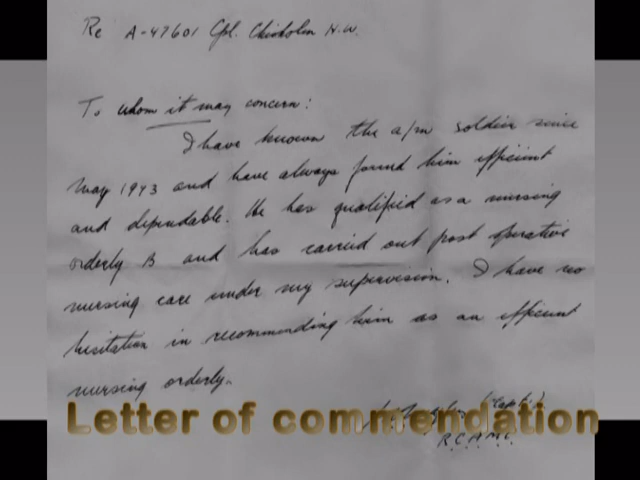 Re A-47601 Cpl. Chisholm H.W.
To whom it may concern:
I have known the a/m soldier since
May 1943 and have always found him efficient
and dependable. He has qualified as a nursing
orderly B and has carried out post operative
nursing care under my supervision. I have no
hesitation in recommending him as an efficient
nursing orderly.
(Capt)
R.C.A.M.C.
Letter of commendation